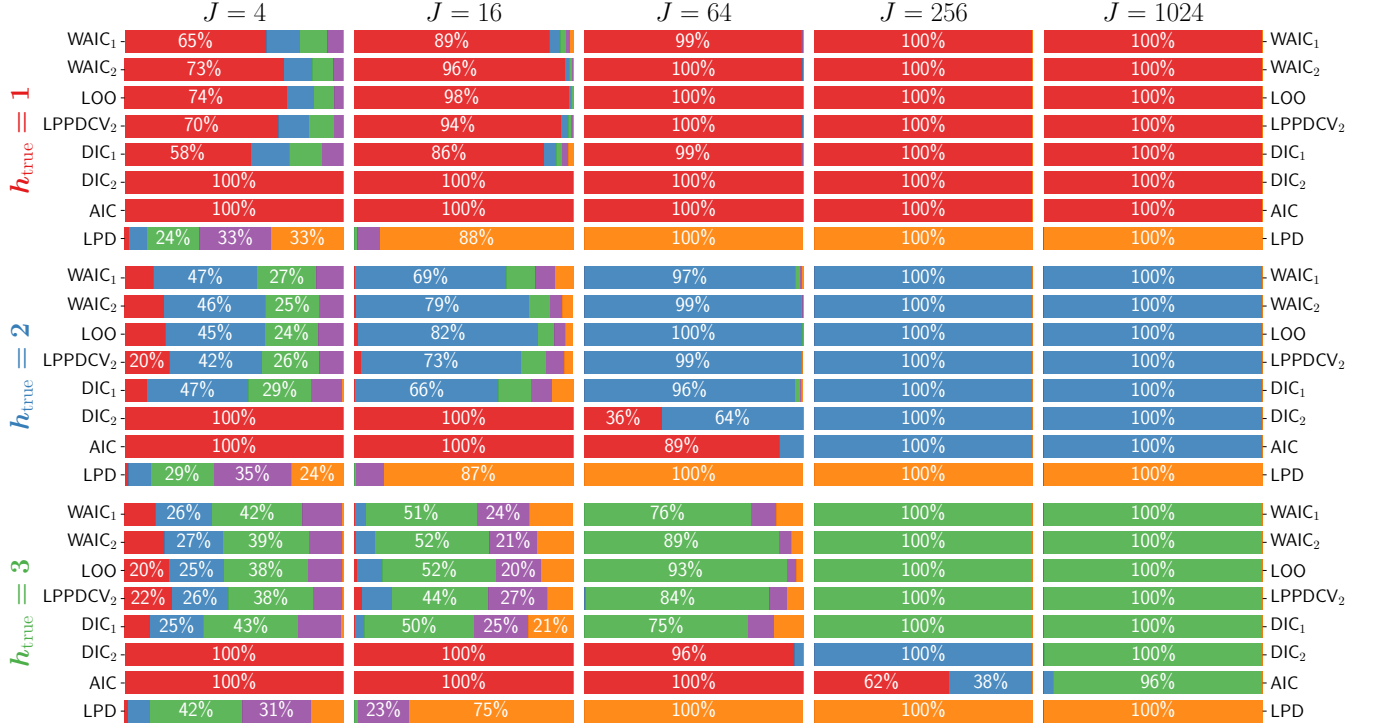 J = 4 J = 16 J = 64 J = 256 J = 1024
h_true = 1
WAIC₁ 65% 89% 99% 100% 100% WAIC₁
WAIC₂ 73% 96% 100% 100% 100% WAIC₂
LOO 74% 98% 100% 100% 100% LOO
LPPDCV₂ 70% 94% 100% 100% 100% LPPDCV₂
DIC₁ 58% 86% 99% 100% 100% DIC₁
DIC₂ 100% 100% 100% 100% 100% DIC₂
AIC 100% 100% 100% 100% 100% AIC
LPD 24% 33% 33% 88% 100% 100% 100% LPD
h_true = 2
WAIC₁ 47% 27% 69% 97% 100% 100% WAIC₁
WAIC₂ 46% 25% 79% 99% 100% 100% WAIC₂
LOO 45% 24% 82% 100% 100% 100% LOO
LPPDCV₂ 20% 42% 26% 73% 99% 100% 100% LPPDCV₂
DIC₁ 47% 29% 66% 96% 100% 100% DIC₁
DIC₂ 100% 100% 36% 64% 100% 100% DIC₂
AIC 100% 100% 89% 100% 100% AIC
LPD 29% 35% 24% 87% 100% 100% 100% LPD
h_true = 3
WAIC₁ 26% 42% 51% 24% 76% 100% 100% WAIC₁
WAIC₂ 27% 39% 52% 21% 89% 100% 100% WAIC₂
LOO 20% 25% 38% 52% 20% 93% 100% 100% LOO
LPPDCV₂ 22% 26% 38% 44% 27% 84% 100% 100% LPPDCV₂
DIC₁ 25% 43% 50% 25% 21% 75% 100% 100% DIC₁
DIC₂ 100% 100% 96% 100% 100% DIC₂
AIC 100% 100% 100% 62% 38% 96% AIC
LPD 42% 31% 23% 75% 100% 100% 100% LPD